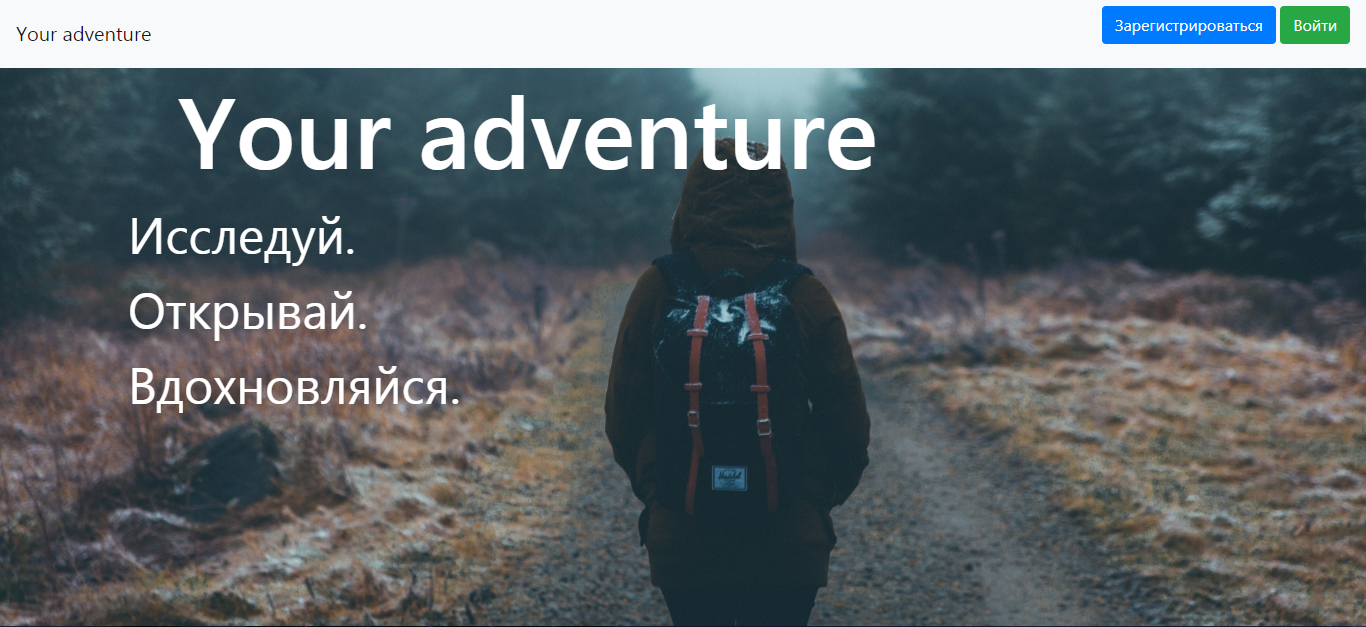 Your adventure
Зарегистрироваться
Войти
Your adventure
Исследуй.
Открывай.
Вдохновляйся.